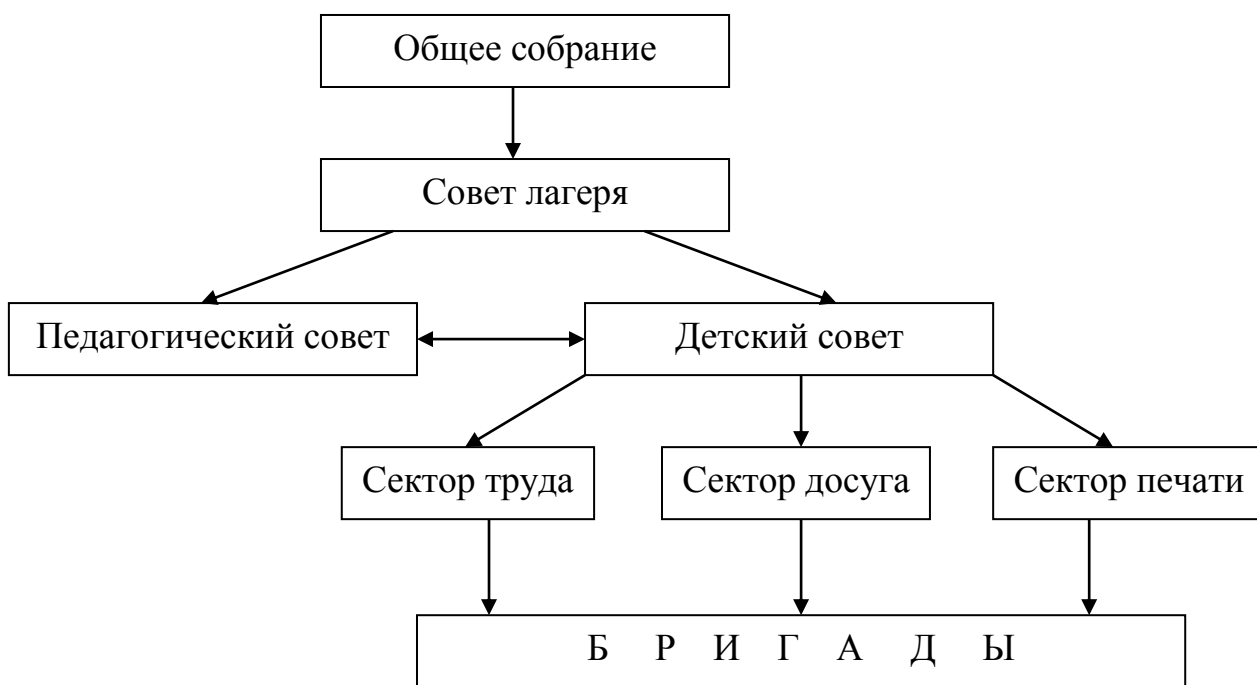 Общее собрание
Совет лагеря
Педагогический совет
Детский совет
Сектор труда
Сектор досуга
Сектор печати
Б Р И Г А Д Ы